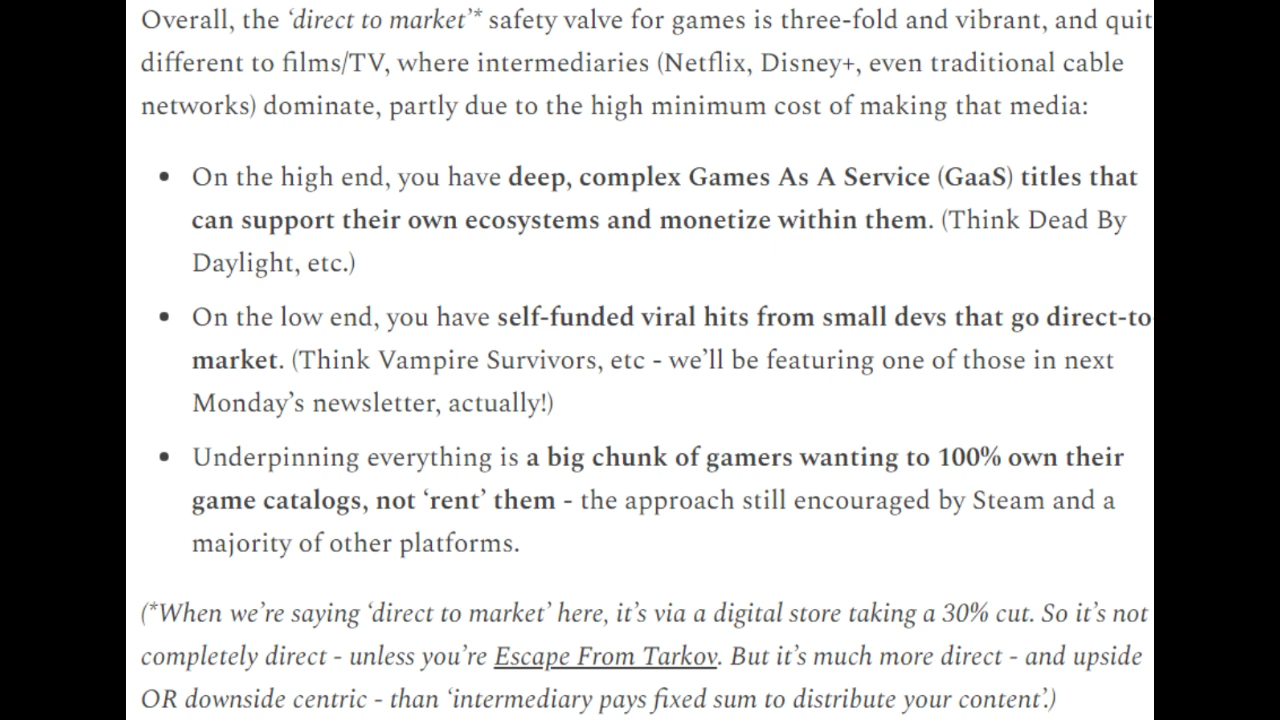 Overall, the ‘direct to market’* safety valve for games is three-fold and vibrant, and quit
different to films/TV, where intermediaries (Netflix, Disney+, even traditional cable
networks) dominate, partly due to the high minimum cost of making that media:
• On the high end, you have deep, complex Games As A Service (GaaS) titles that
can support their own ecosystems and monetize within them. (Think Dead By
Daylight, etc.)
• On the low end, you have self-funded viral hits from small devs that go direct-to
market. (Think Vampire Survivors, etc - we’ll be featuring one of those in next
Monday’s newsletter, actually!)
• Underpinning everything is a big chunk of gamers wanting to 100% own their
game catalogs, not ‘rent’ them - the approach still encouraged by Steam and a
majority of other platforms.
(*When we’re saying ‘direct to market’ here, it’s via a digital store taking a 30% cut. So it’s not
completely direct - unless you’re Escape From Tarkov. But it’s much more direct - and upside
OR downside centric - than ‘intermediary pays fixed sum to distribute your content’.)